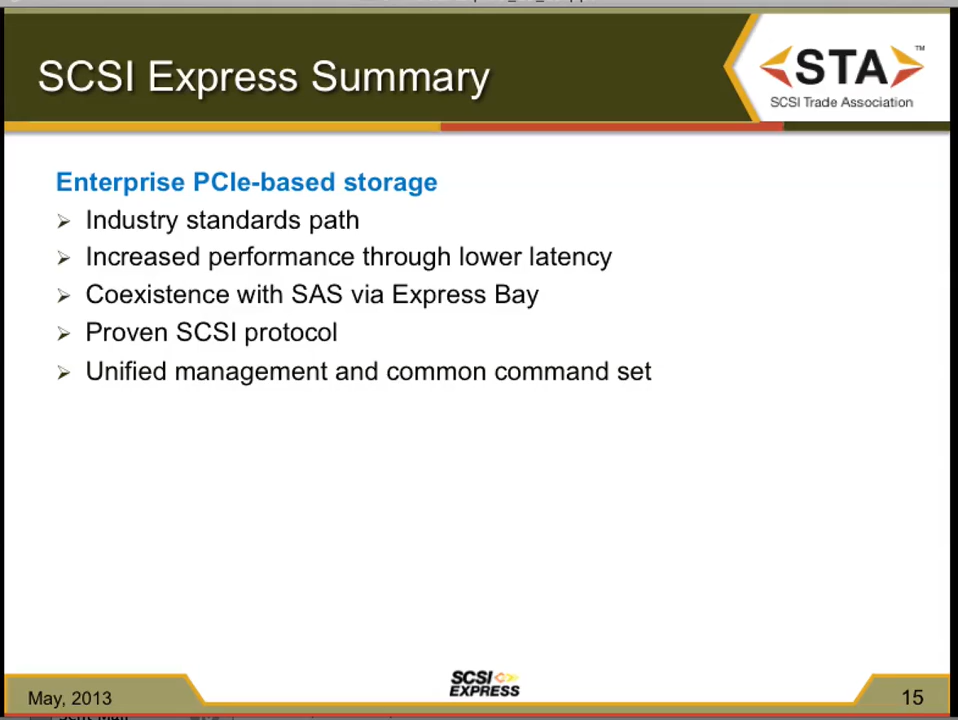 SCSI Express Summary
STA™
SCSI Trade Association
Enterprise PCIe-based storage
Industry standards path
Increased performance through lower latency
Coexistence with SAS via Express Bay
Proven SCSI protocol
Unified management and common command set
May, 2013
SCSI
EXPRESS
15